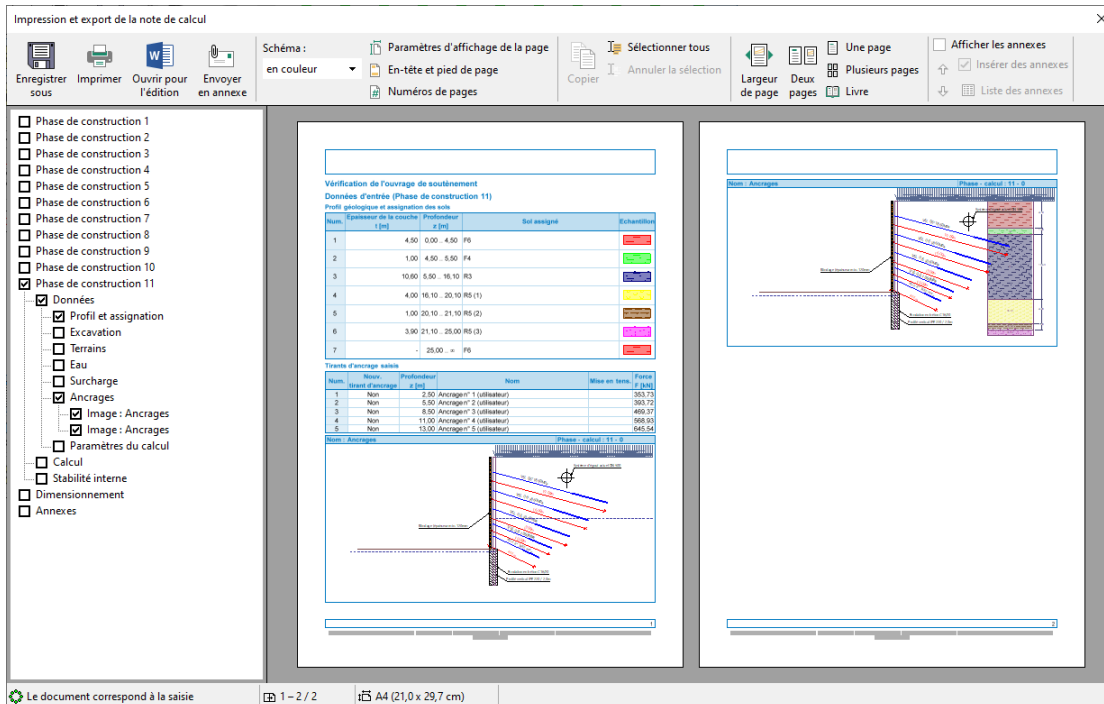 Impression et export de la note de calcul
Enregistrer sous
Imprimer
Ouvrir pour l'édition
Envoyer en annexe
Schéma :
en couleur
Paramètres d'affichage de la page
En-tête et pied de page
Numéros de pages
Copier
Sélectionner tous
Annuler la sélection
Largeur de page
Deux pages
Une page
Plusieurs pages
Livre
Afficher les annexes
Insérer des annexes
Liste des annexes
Phase de construction 1
Phase de construction 2
Phase de construction 3
Phase de construction 4
Phase de construction 5
Phase de construction 6
Phase de construction 7
Phase de construction 8
Phase de construction 9
Phase de construction 10
Phase de construction 11
Données
Profil et assignation
Excavation
Terrains
Eau
Surcharge
Ancrages
Image : Ancrages
Image : Ancrages
Paramètres du calcul
Calcul
Stabilité interne
Dimensionnement
Annexes
Vérification de l'ouvrage de soutènement
Données d'entrée (Phase de construction 11)
Profil géologique et assignation des sols
Num. Epaisseur de la couche t [m] Profondeur z [m] Sol assigné Echantillon
1 4,50 0,00 .. 4,50 F6
2 1,00 4,50 .. 5,50 F4
3 10,60 5,50 .. 16,10 R3
4 4,00 16,10 .. 20,10 R5 (1)
5 1,00 20,10 .. 21,10 R5 (2)
6 3,90 21,10 .. 25,00 R5 (3)
7 - 25,00 .. ∞ F6
Tirants d'ancrage saisis
Num. Nouv. tirant d'ancrage Profondeur z [m] Nom Mise en tens. Force F [kN]
1 Non 2,50 Ancrage n° 1 (utilisateur) 353,73
2 Non 5,50 Ancrage n° 2 (utilisateur) 393,72
3 Non 8,50 Ancrage n° 3 (utilisateur) 469,37
4 Non 11,00 Ancrage n° 4 (utilisateur) 568,93
5 Non 13,00 Ancrage n° 5 (utilisateur) 645,54
Nom : Ancrages Phase - calcul : 11 - 0
1
Nom : Ancrages Phase - calcul : 11 - 0
2
Le document correspond à la saisie
1 – 2 / 2
A4 (21,0 x 29,7 cm)